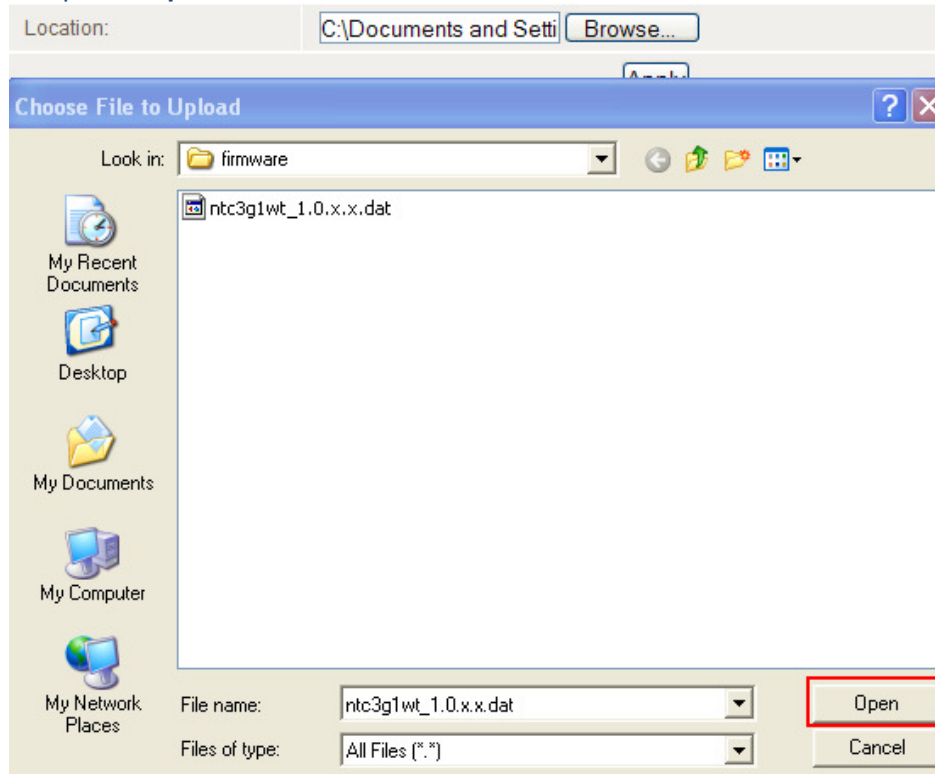 Location: C:\Documents and Setti Browse...
Apply
Choose File to Upload
Look in: firmware
ntc3g1wt_1.0.x.x.dat
My Recent
Documents
Desktop
My Documents
My Computer
My Network
Places
File name: ntc3g1wt_1.0.x.x.dat Open
Files of type: All Files (*.*) Cancel